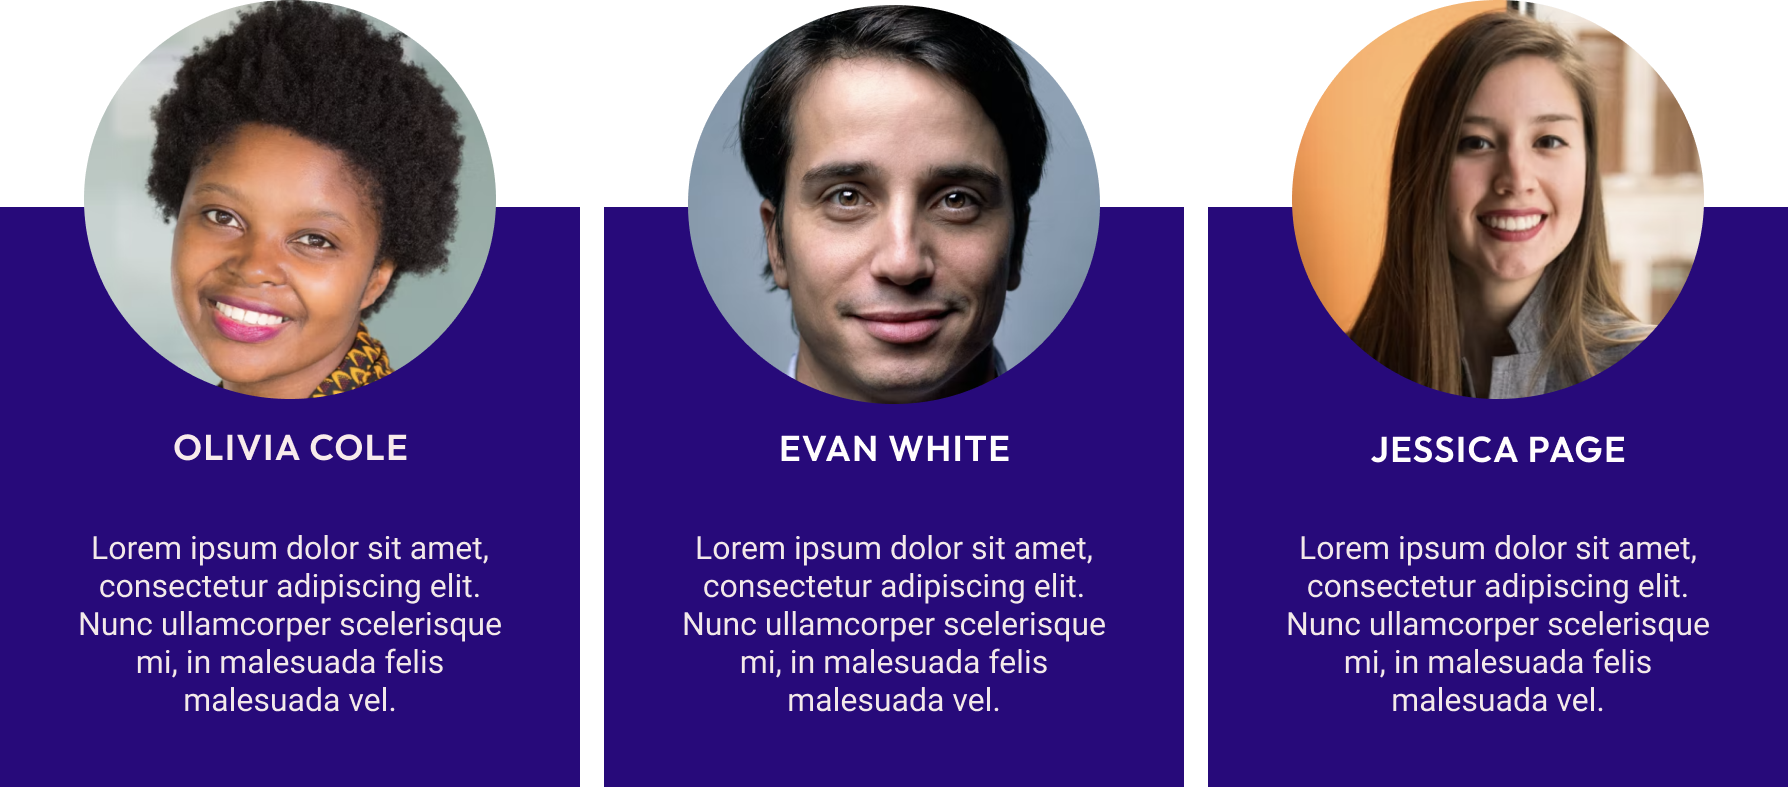 OLIVIA COLE
Lorem ipsum dolor sit amet,
consectetur adipiscing elit.
Nunc ullamcorper scelerisque
mi, in malesuada felis
malesuada vel.
EVAN WHITE
Lorem ipsum dolor sit amet,
consectetur adipiscing elit.
Nunc ullamcorper scelerisque
mi, in malesuada felis
malesuada vel.
JESSICA PAGE
Lorem ipsum dolor sit amet,
consectetur adipiscing elit.
Nunc ullamcorper scelerisque
mi, in malesuada felis
malesuada vel.